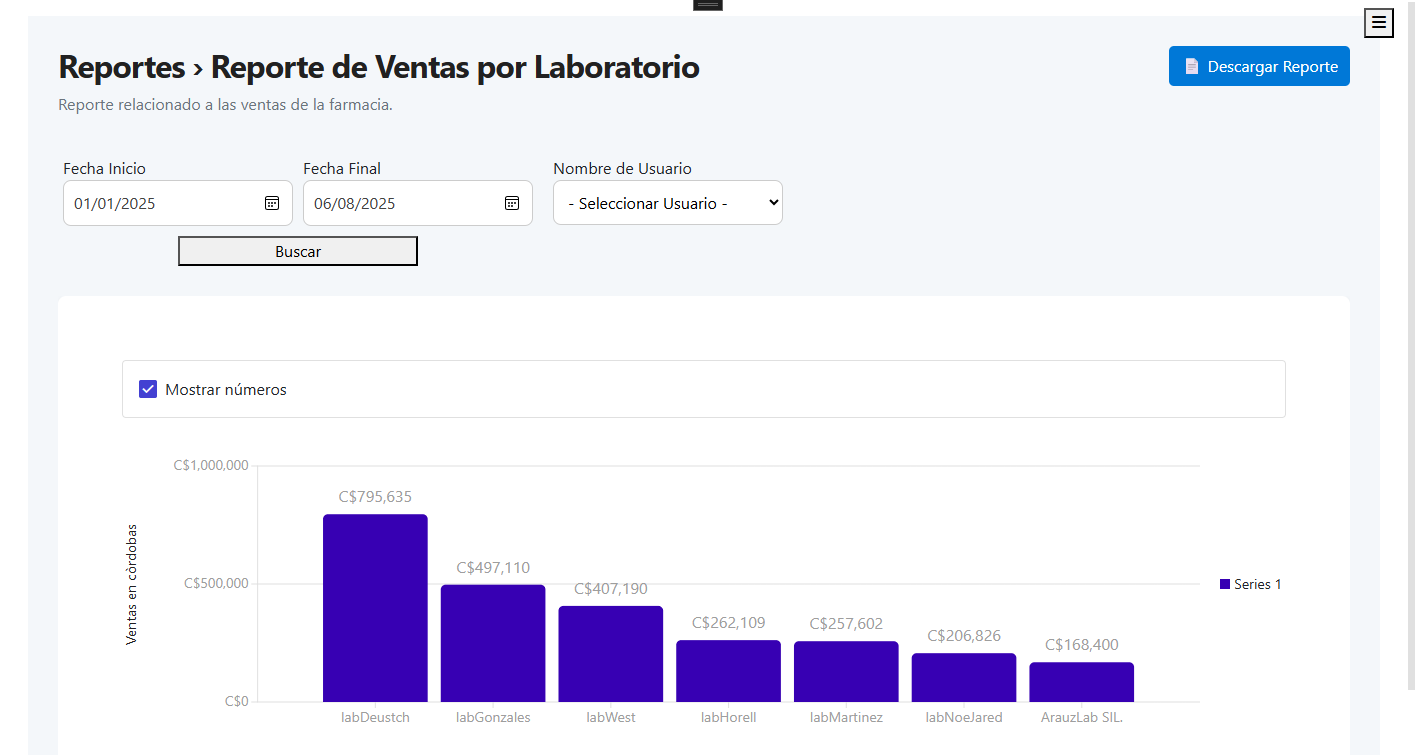 Reportes › Reporte de Ventas por Laboratorio
Descargar Reporte
Reporte relacionado a las ventas de la farmacia.
Fecha Inicio
Fecha Final
Nombre de Usuario
01/01/2025
06/08/2025
- Seleccionar Usuario -
Buscar
Mostrar números
Ventas en còrdobas
C$1,000,000
C$500,000
C$0
C$795,635
C$497,110
C$407,190
C$262,109
C$257,602
C$206,826
C$168,400
labDeustch
labGonzales
labWest
labHorell
labMartinez
labNoeJared
ArauzLab SIL.
Series 1